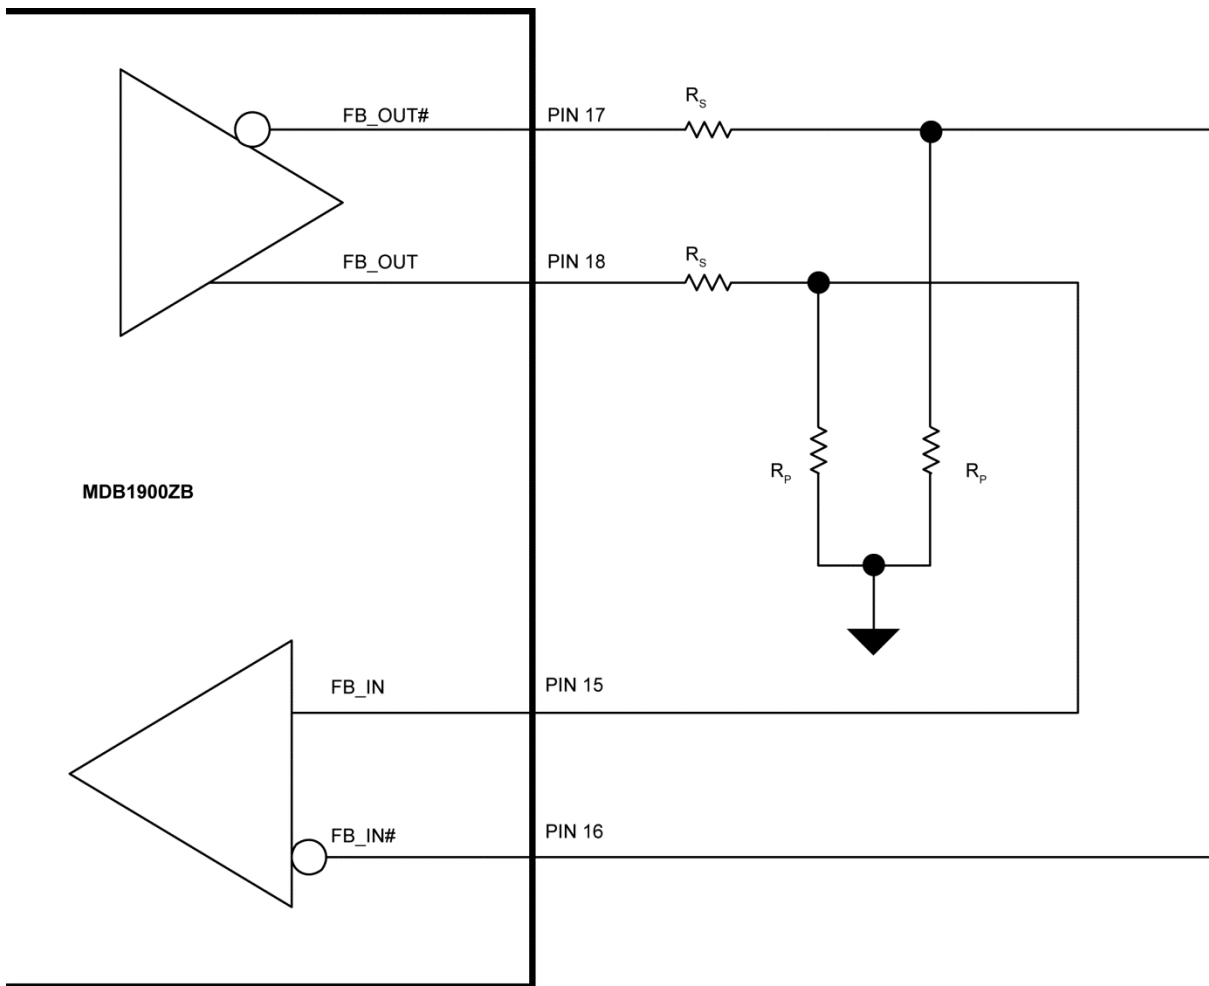 R_S
FB_OUT# PIN 17
FB_OUT PIN 18 R_S
R_P R_P
MDB1900ZB
FB_IN PIN 15
FB_IN# PIN 16